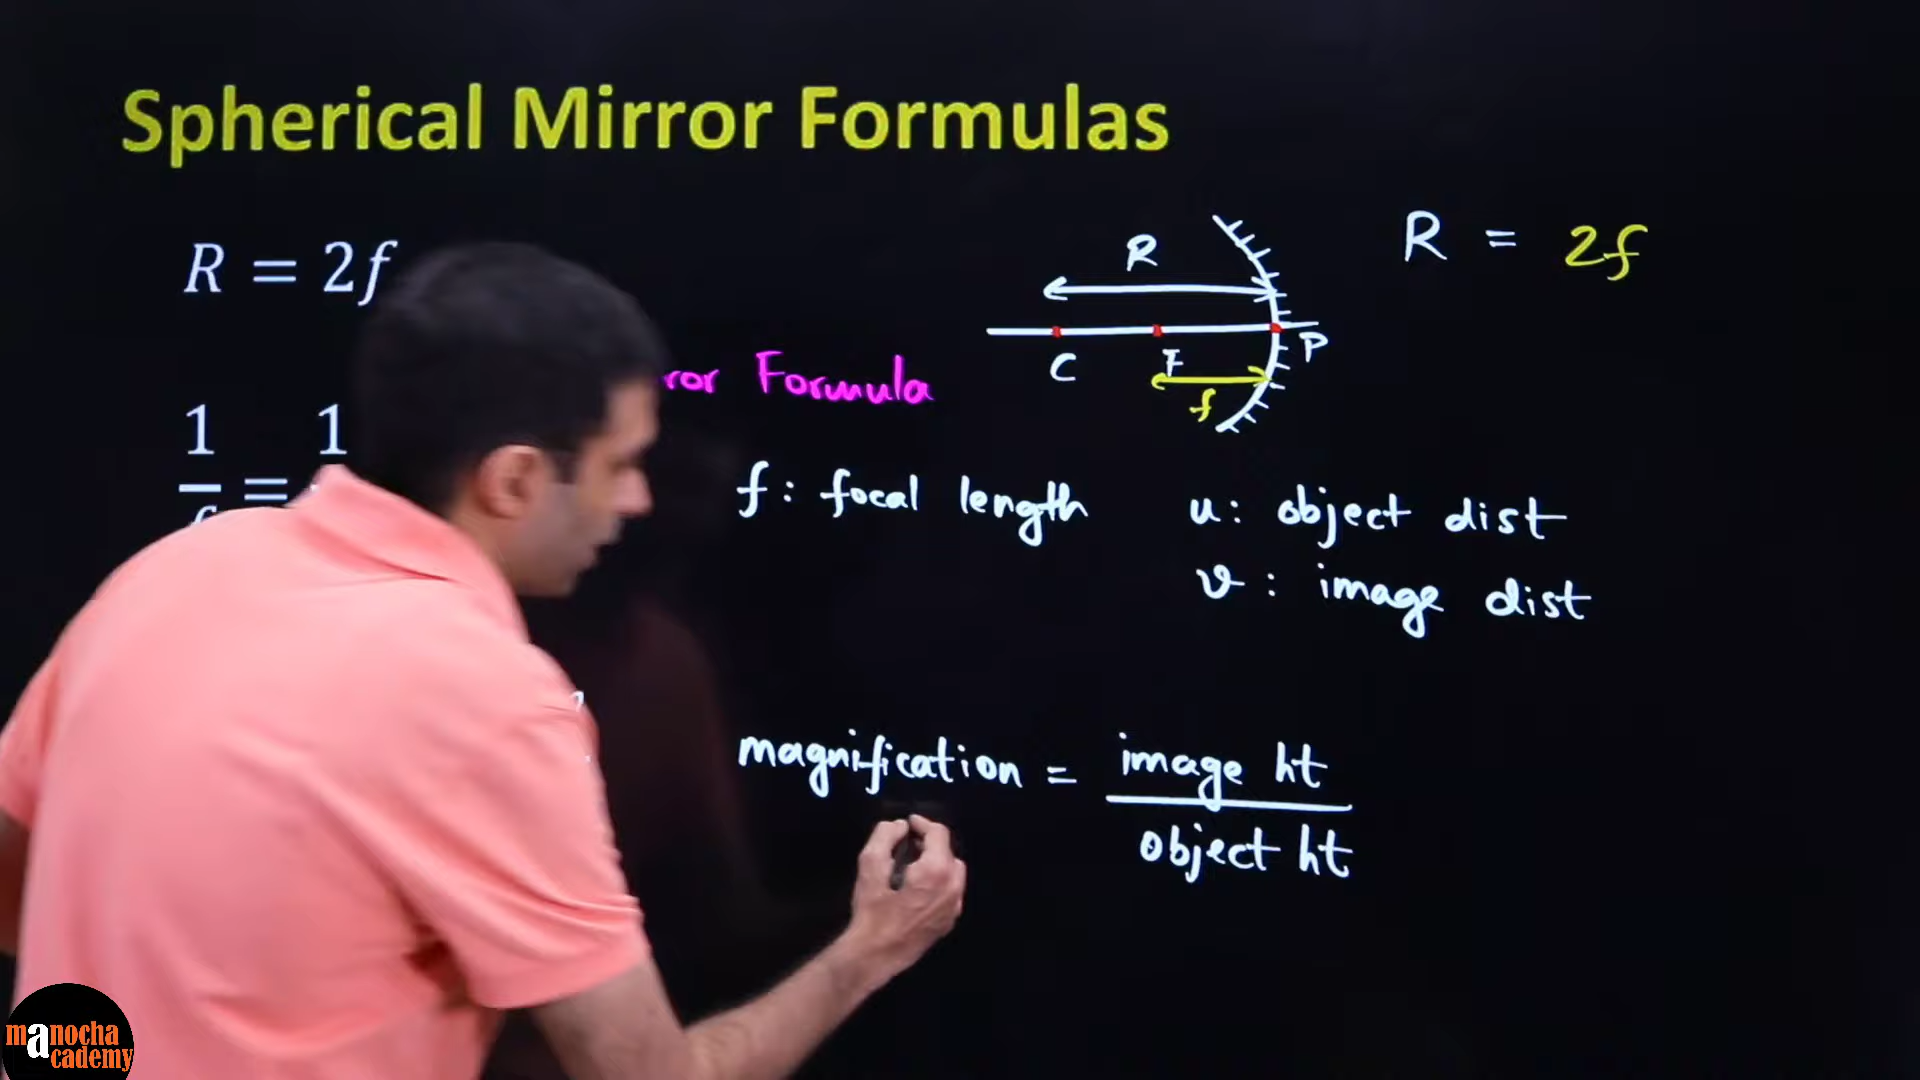 Spherical Mirror Formulas
R = 2f
R
R = 2f
C
F
P
f
Formula
1
1
=
f: focal length
u: object dist
v: image dist
magnification = image ht
object ht
manocha
academy